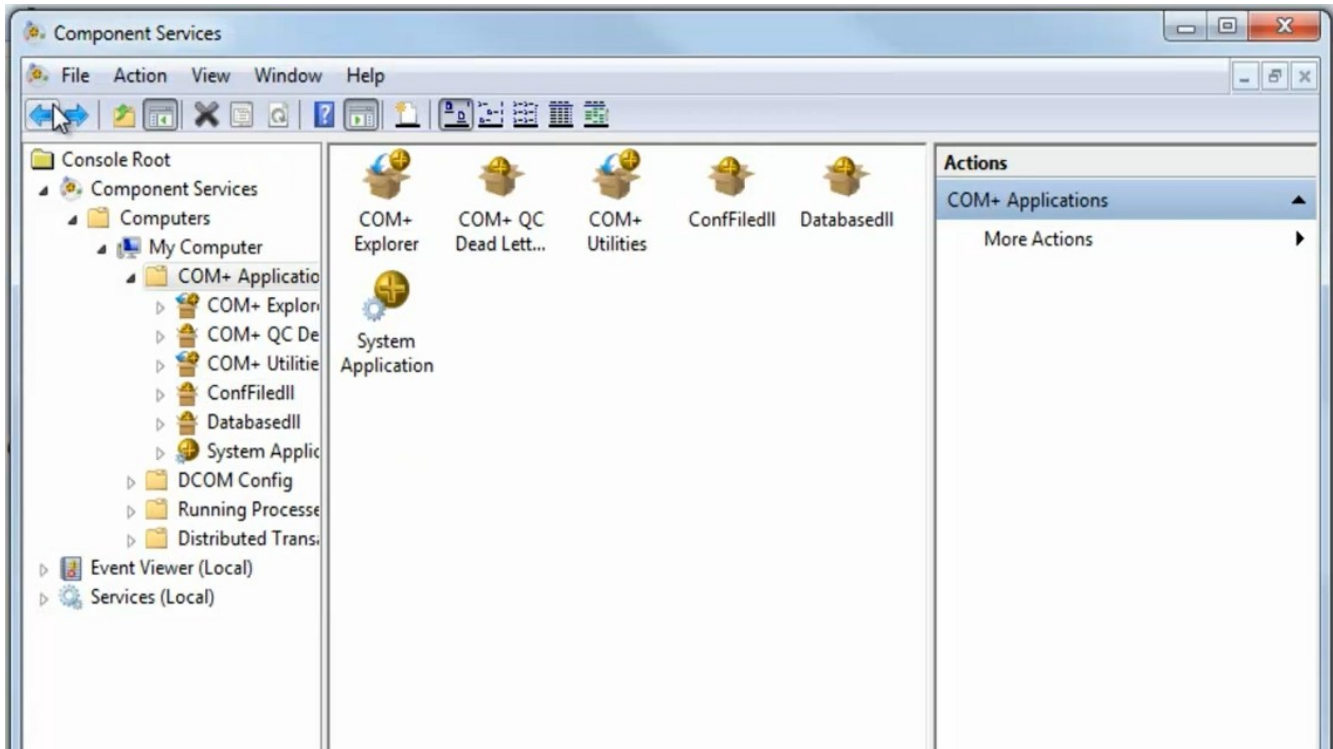 Component Services
File Action View Window Help
Console Root
Component Services
Computers
My Computer
COM+ Applicatio
COM+ Explor
COM+ QC De
COM+ Utilitie
ConfFiledll
Databasedll
System Applic
DCOM Config
Running Processe
Distributed Transa
Event Viewer (Local)
Services (Local)
COM+
Explorer
COM+ QC
Dead Lett...
COM+
Utilities
ConfFiledll
Databasedll
System
Application
Actions
COM+ Applications
More Actions